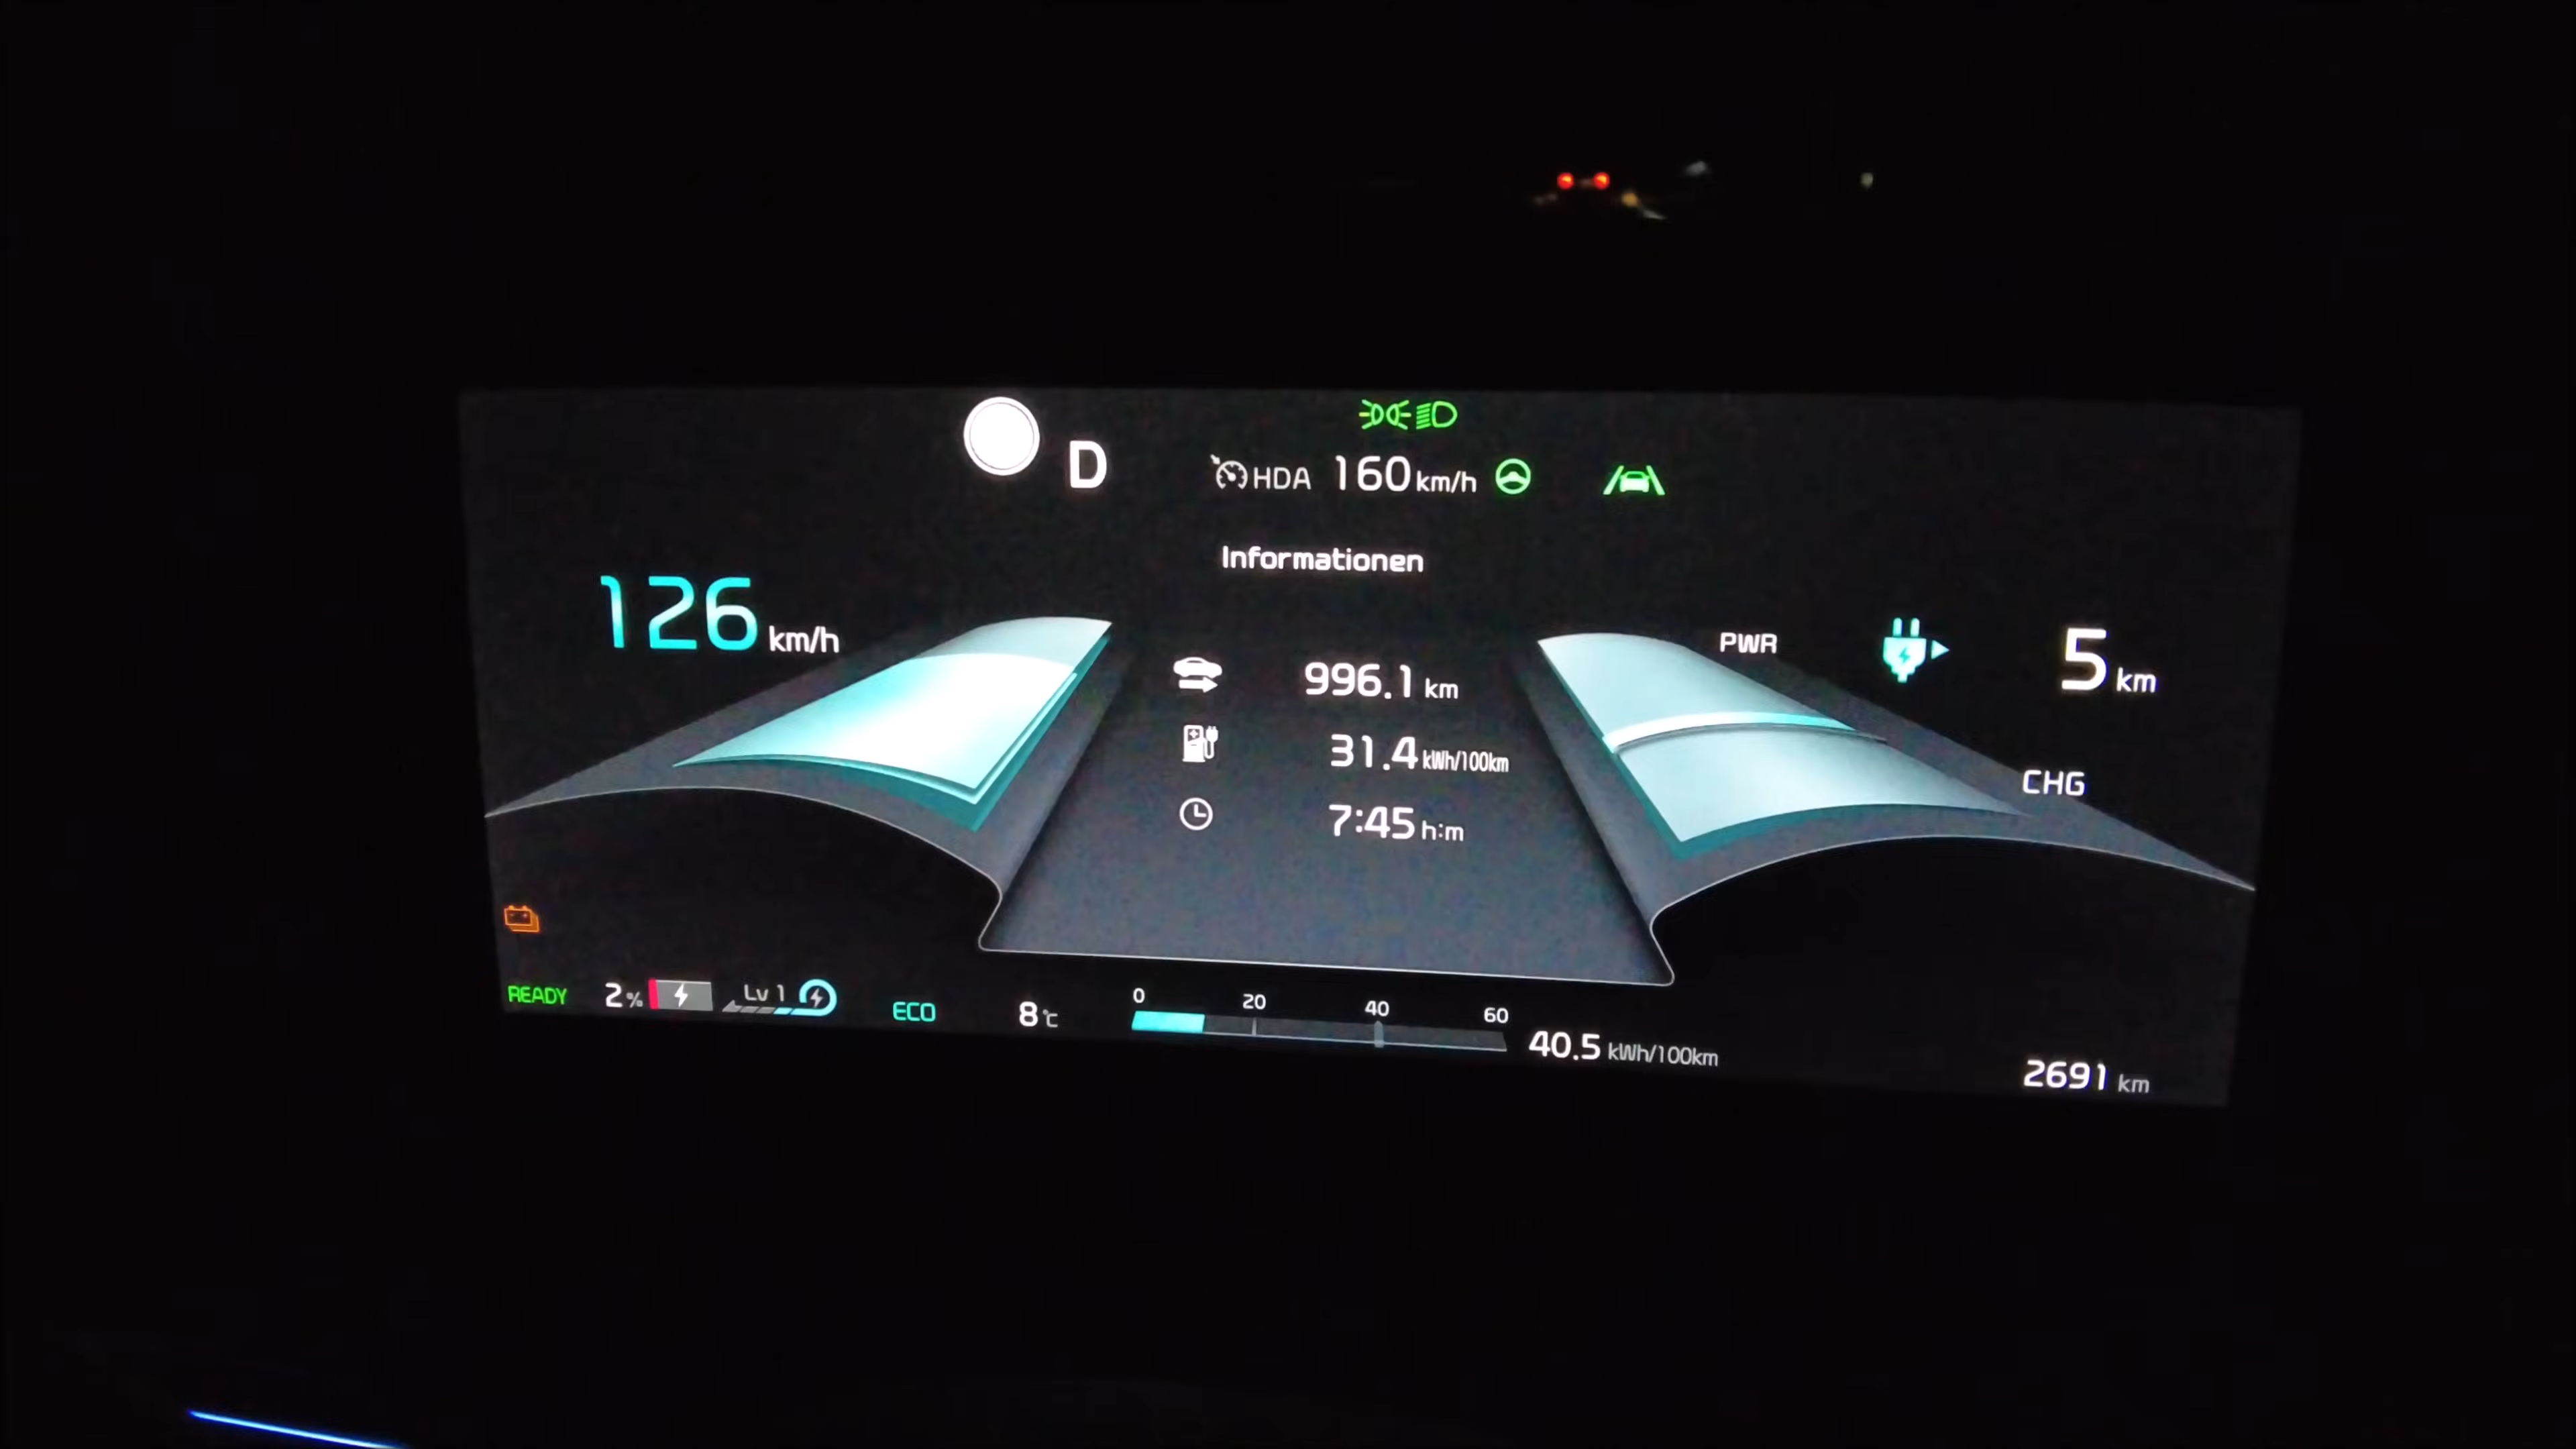 D
HDA 160 km/h
Informationen
126 km/h
PWR
5 km
996.1 km
31.4 kWh/100km
7:45 h:m
CHG
READY
2 %
Lv 1
ECO
8 °C
0 20 40 60
40.5 kWh/100km
2691 km